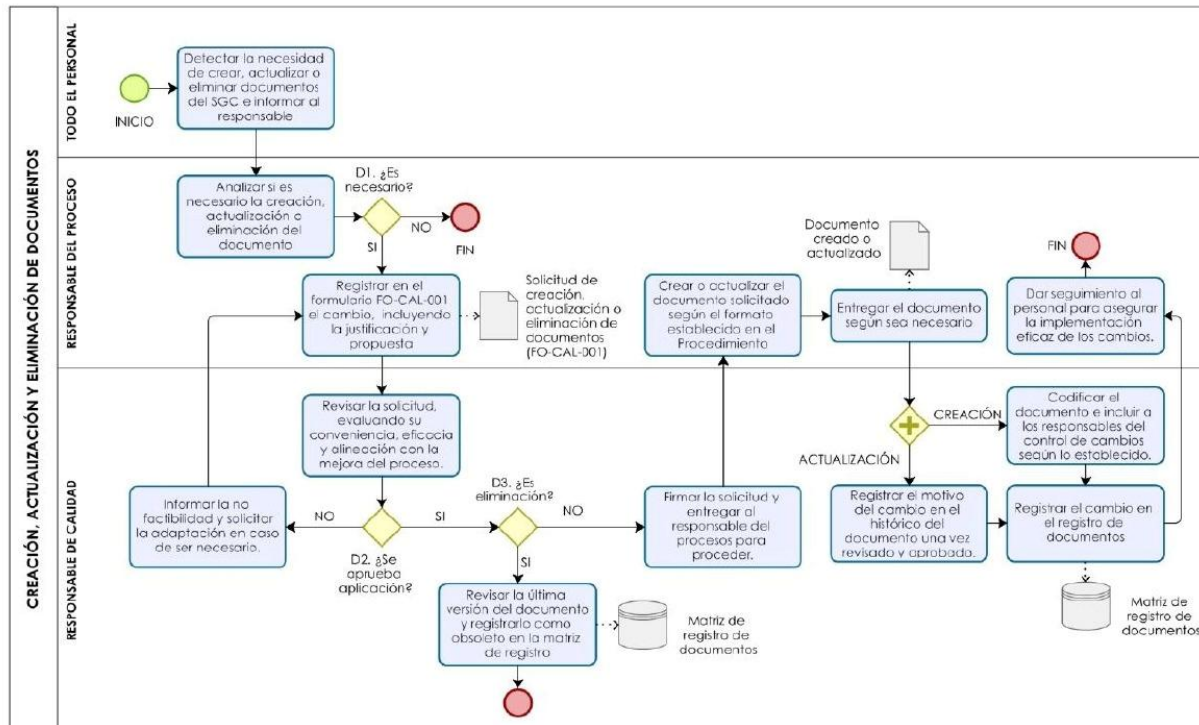 CREACIÓN, ACTUALIZACIÓN Y ELIMINACIÓN DE DOCUMENTOS
TODO EL PERSONAL
INICIO
Detectar la necesidad
de crear, actualizar o
eliminar documentos
del SGC e informar al
responsable
RESPONSABLE DEL PROCESO
Analizar si es
necesario la creación,
actualización o
eliminación del
documento
D1. ¿Es
necesario?
NO
FIN
SI
Registrar en el
formulario FO-CAL-001
el cambio, incluyendo
la justificación y
propuesta
Solicitud de
creación,
actualización o
eliminación de
documentos
(FO-CAL-001)
Crear o actualizar el
documento solicitado
según el formato
establecido en el
Procedimiento
Documento
creado o
actualizado
Entregar el documento
según sea necesario
FIN
Dar seguimiento al
personal para asegurar
la implementación
eficaz de los cambios.
RESPONSABLE DE CALIDAD
Revisar la solicitud,
evaluando su
conveniencia, eficacia
y alineación con la
mejora del proceso.
Informar la no
factibilidad y solicitar
la adaptación en caso
de ser necesario.
NO
D2. ¿Se
aprueba
aplicación?
SI
D3. ¿Es
eliminación?
NO
SI
Revisar la última
versión del documento
y registrarlo como
obsoleto en la matriz
de registro
Matriz de
registro de
documentos
Firmar la solicitud y
entregar al
responsable del
procesos para
proceder.
CREACIÓN
ACTUALIZACIÓN
Codificar el
documento e incluir a
los responsables del
control de cambios
según lo establecido.
Registrar el motivo
del cambio en el
histórico del
documento una vez
revisado y aprobado.
Registrar el cambio
en el registro de
documentos
Matriz de
registro de
documentos